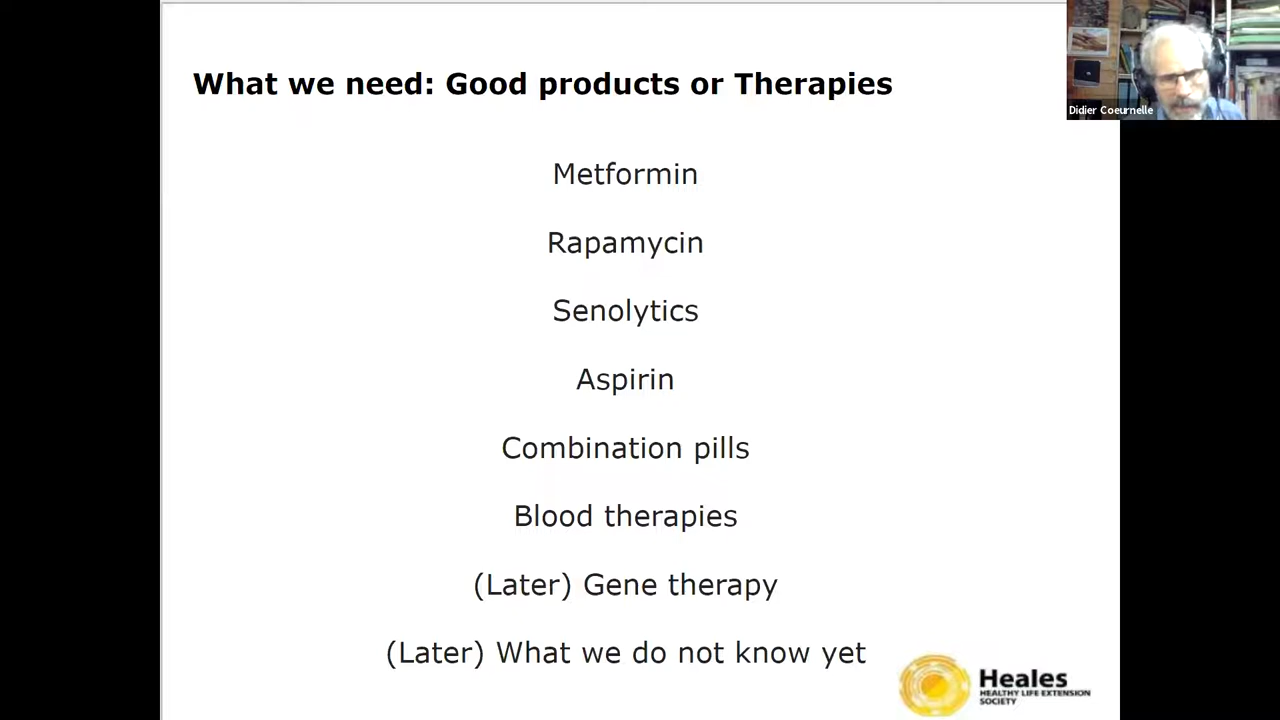 What we need: Good products or Therapies
Didier Coeurnelle
Metformin
Rapamycin
Senolytics
Aspirin
Combination pills
Blood therapies
(Later) Gene therapy
(Later) What we do not know yet
Heales
HEALTHY LIFE EXTENSION
SOCIETY